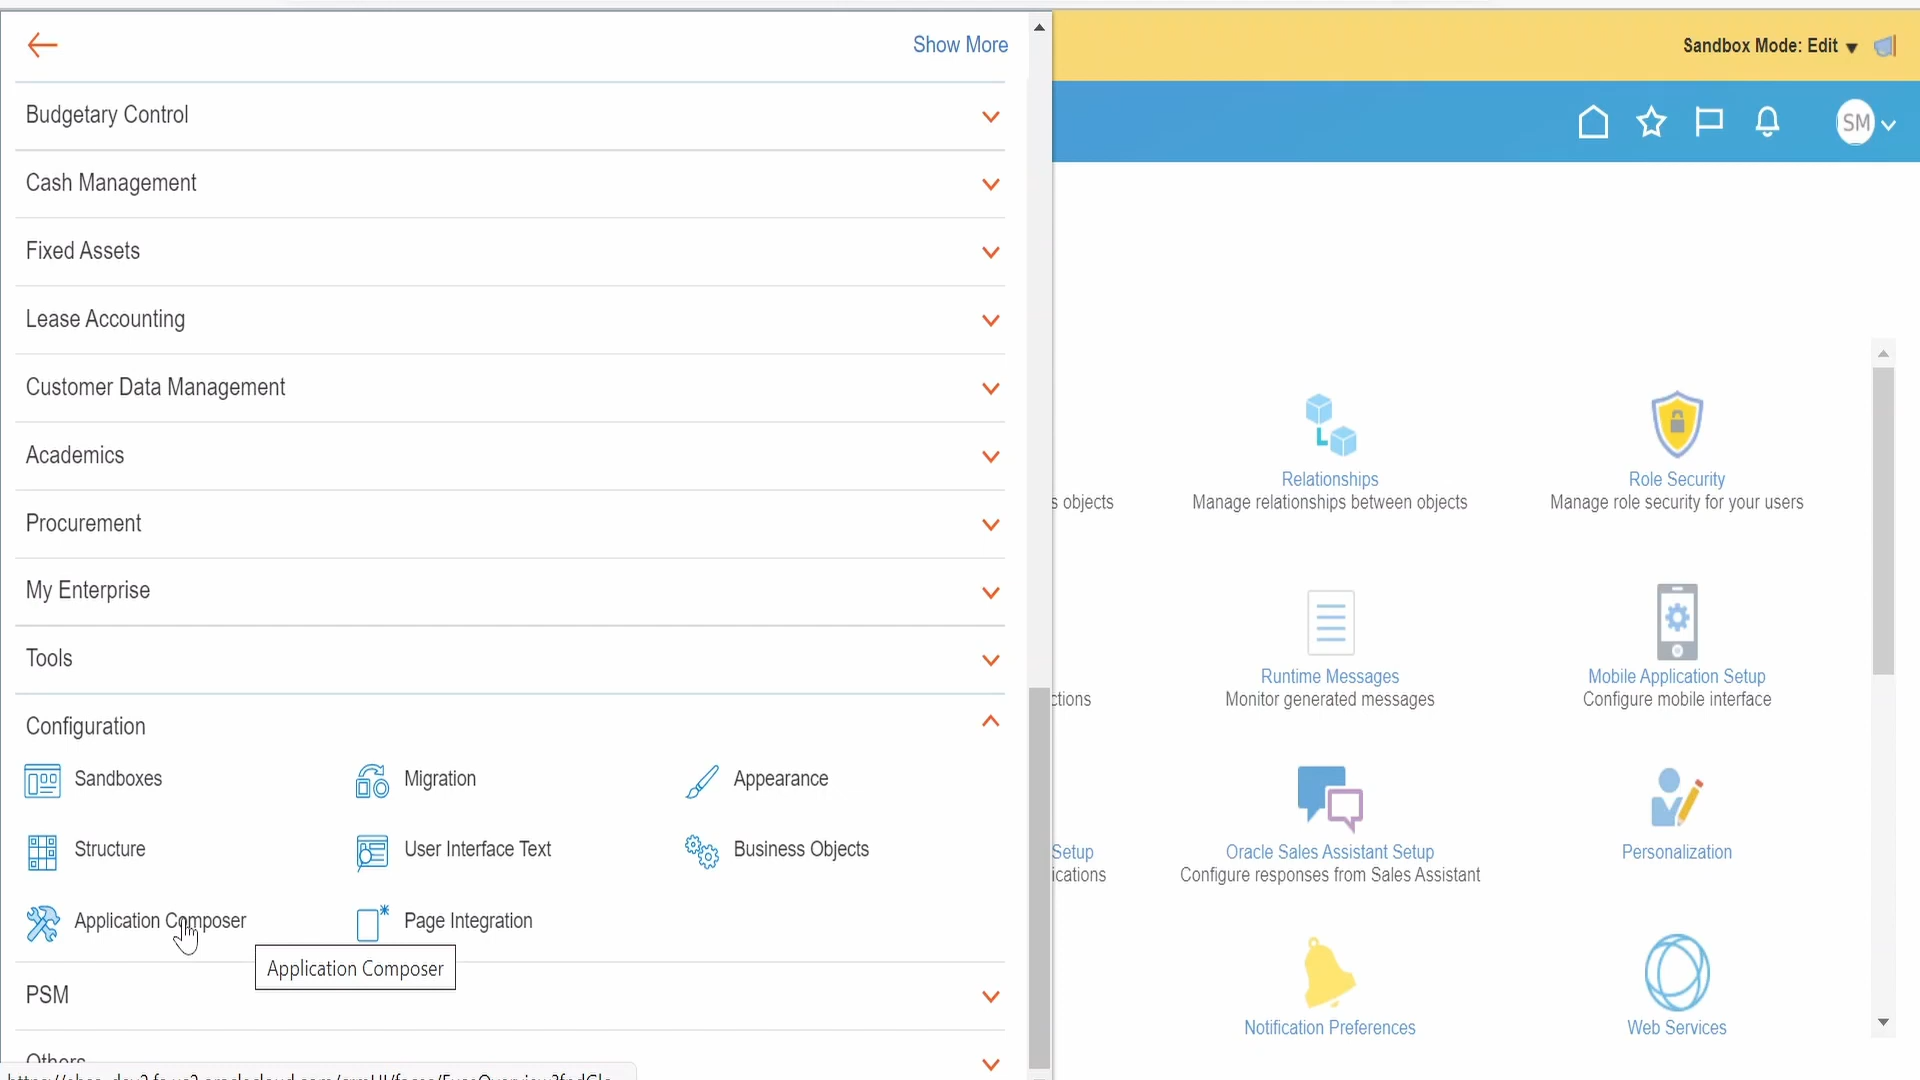 Show More
Budgetary Control
Cash Management
Fixed Assets
Lease Accounting
Customer Data Management
Academics
Procurement
My Enterprise
Tools
Configuration
Sandboxes
Migration
Appearance
Structure
User Interface Text
Business Objects
Application Composer
Page Integration
Application Composer
PSM
Others
Sandbox Mode: Edit
SM
s objects
Relationships
Manage relationships between objects
Role Security
Manage role security for your users
ctions
Runtime Messages
Monitor generated messages
Mobile Application Setup
Configure mobile interface
Setup
ications
Oracle Sales Assistant Setup
Configure responses from Sales Assistant
Personalization
Notification Preferences
Web Services